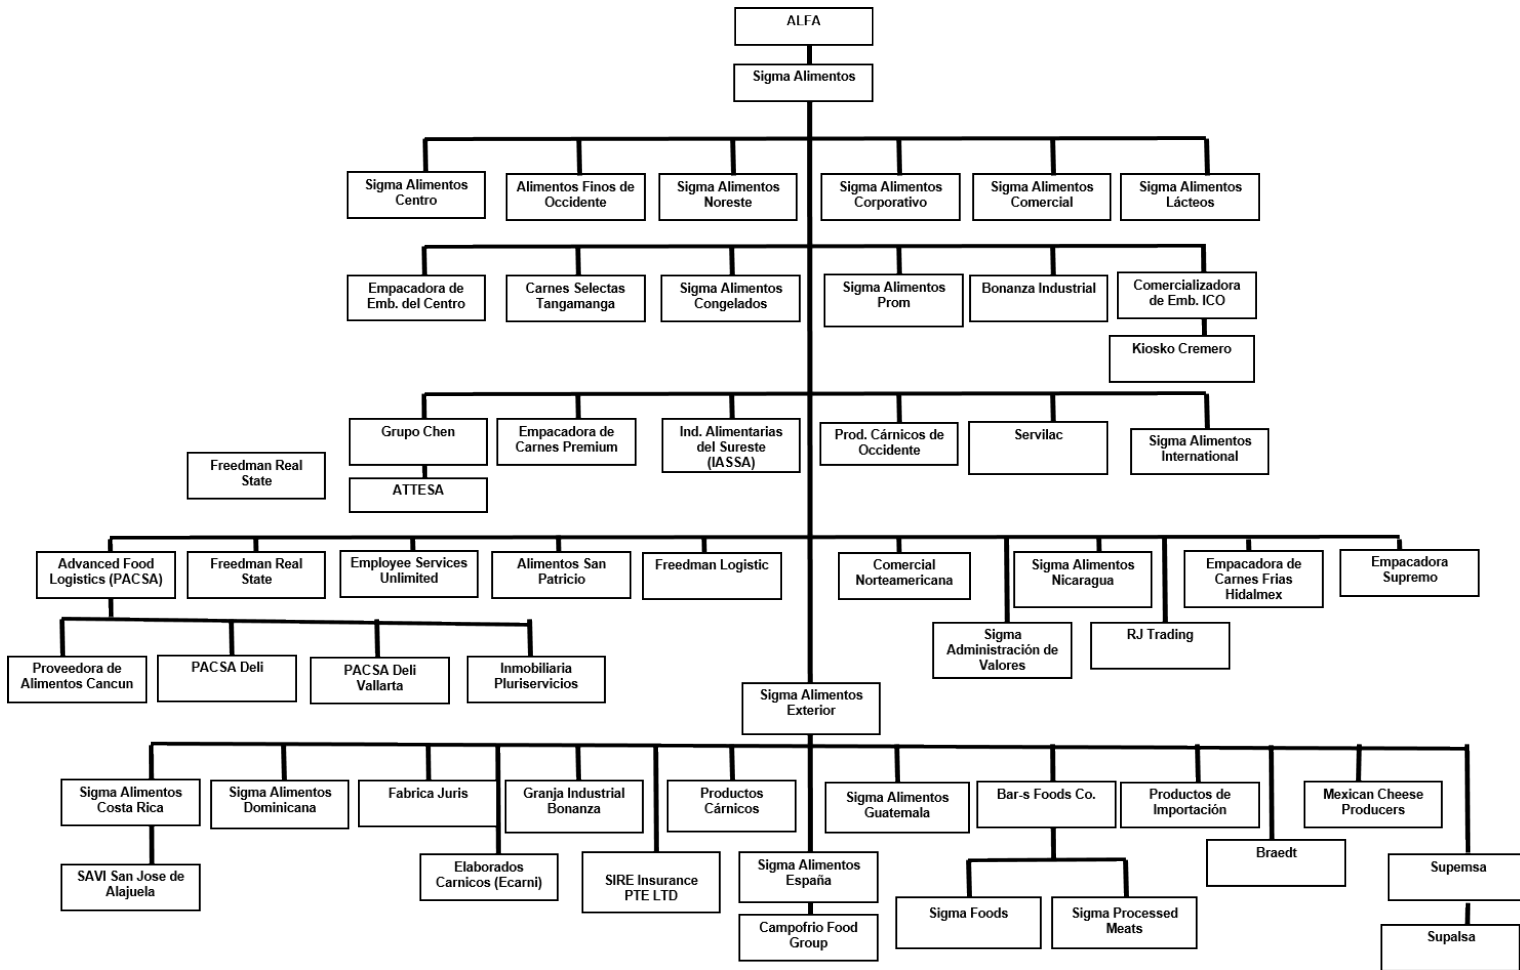 ALFA
Sigma Alimentos
Sigma Alimentos
Centro
Alimentos Finos de
Occidente
Sigma Alimentos
Noreste
Sigma Alimentos
Corporativo
Sigma Alimentos
Comercial
Sigma Alimentos
Lácteos
Empacadora de
Emb. del Centro
Carnes Selectas
Tangamanga
Sigma Alimentos
Congelados
Sigma Alimentos
Prom
Bonanza Industrial
Comercializadora
de Emb. ICO
Kiosko Cremero
Grupo Chen
Empacadora de
Carnes Premium
Ind. Alimentarias
del Sureste
(IASSA)
Prod. Cárnicos de
Occidente
Servilac
Sigma Alimentos
International
Freedman Real
State
ATTESA
Advanced Food
Logistics (PACSA)
Freedman Real
State
Employee Services
Unlimited
Alimentos San
Patricio
Freedman Logistic
Comercial
Norteamericana
Sigma Alimentos
Nicaragua
Empacadora de
Carnes Frias
Hidalmex
Empacadora
Supremo
Sigma
Administración de
Valores
RJ Trading
Proveedora de
Alimentos Cancun
PACSA Deli
PACSA Deli
Vallarta
Inmobiliaria
Pluriservicios
Sigma Alimentos
Exterior
Sigma Alimentos
Costa Rica
Sigma Alimentos
Dominicana
Fabrica Juris
Granja Industrial
Bonanza
Productos
Cárnicos
Sigma Alimentos
Guatemala
Bar-s Foods Co.
Productos de
Importación
Mexican Cheese
Producers
SAVI San Jose de
Alajuela
Elaborados
Carnicos (Ecarni)
SIRE Insurance
PTE LTD
Sigma Alimentos
España
Braedt
Supemsa
Campofrio Food
Group
Sigma Foods
Sigma Processed
Meats
Supalsa